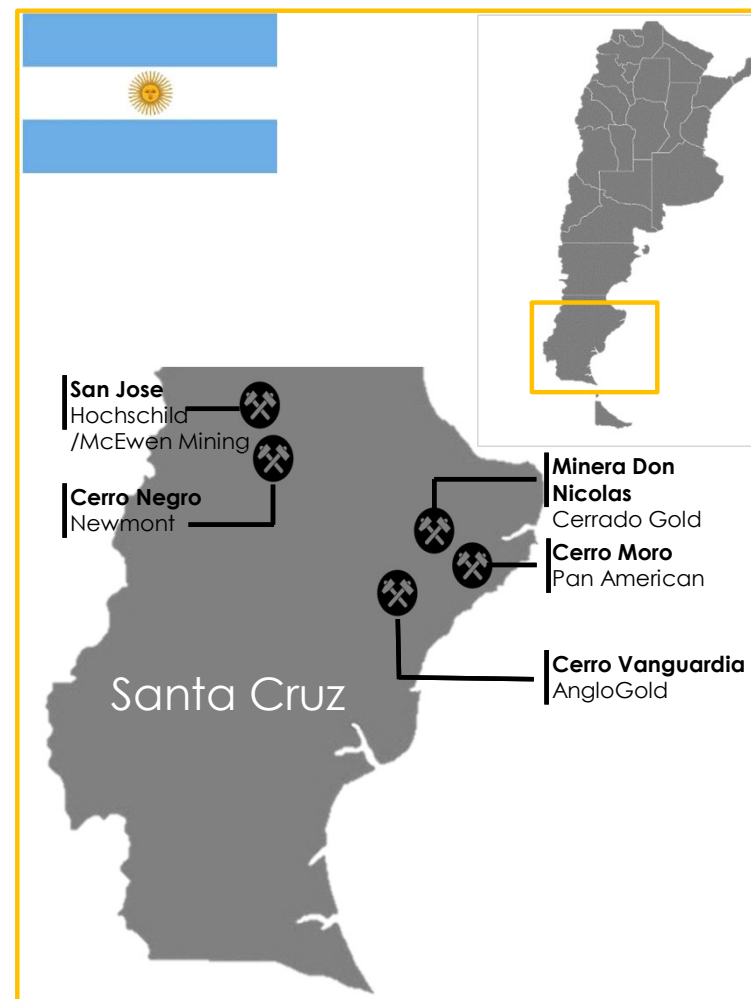 San Jose
Hochschild
/McEwen Mining
Cerro Negro
Newmont
Minera Don
Nicolas
Cerrado Gold
Cerro Moro
Pan American
Cerro Vanguardia
AngloGold
Santa Cruz